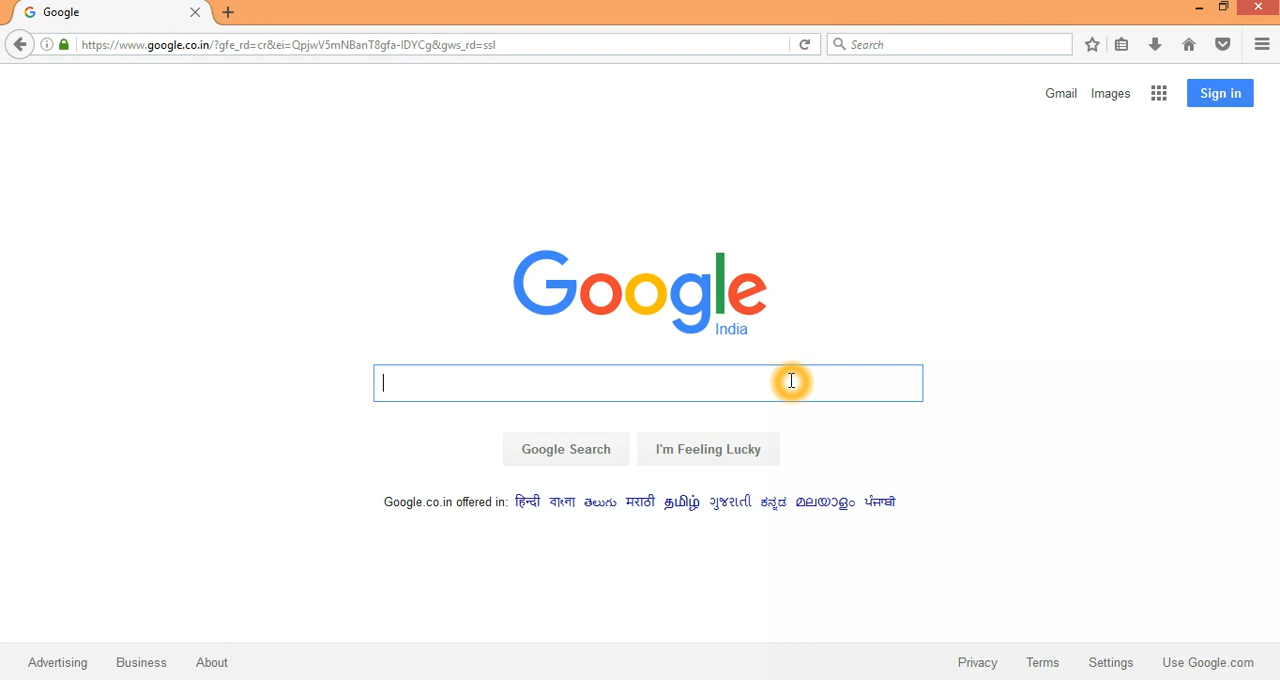 Google
https://www.google.co.in/?gfe_rd=cr&ei=QpjwV5mNBanT8gfa-IDYCg&gws_rd=ssl
Search
Gmail Images Sign in
Google
India
Google Search I'm Feeling Lucky
Google.co.in offered in: हिन्दी বাংলা తెలుగు मराठी தமிழ் ગુજરાતી ಕನ್ನಡ മലയാളം ਪੰਜਾਬੀ
Advertising Business About Privacy Terms Settings Use Google.com